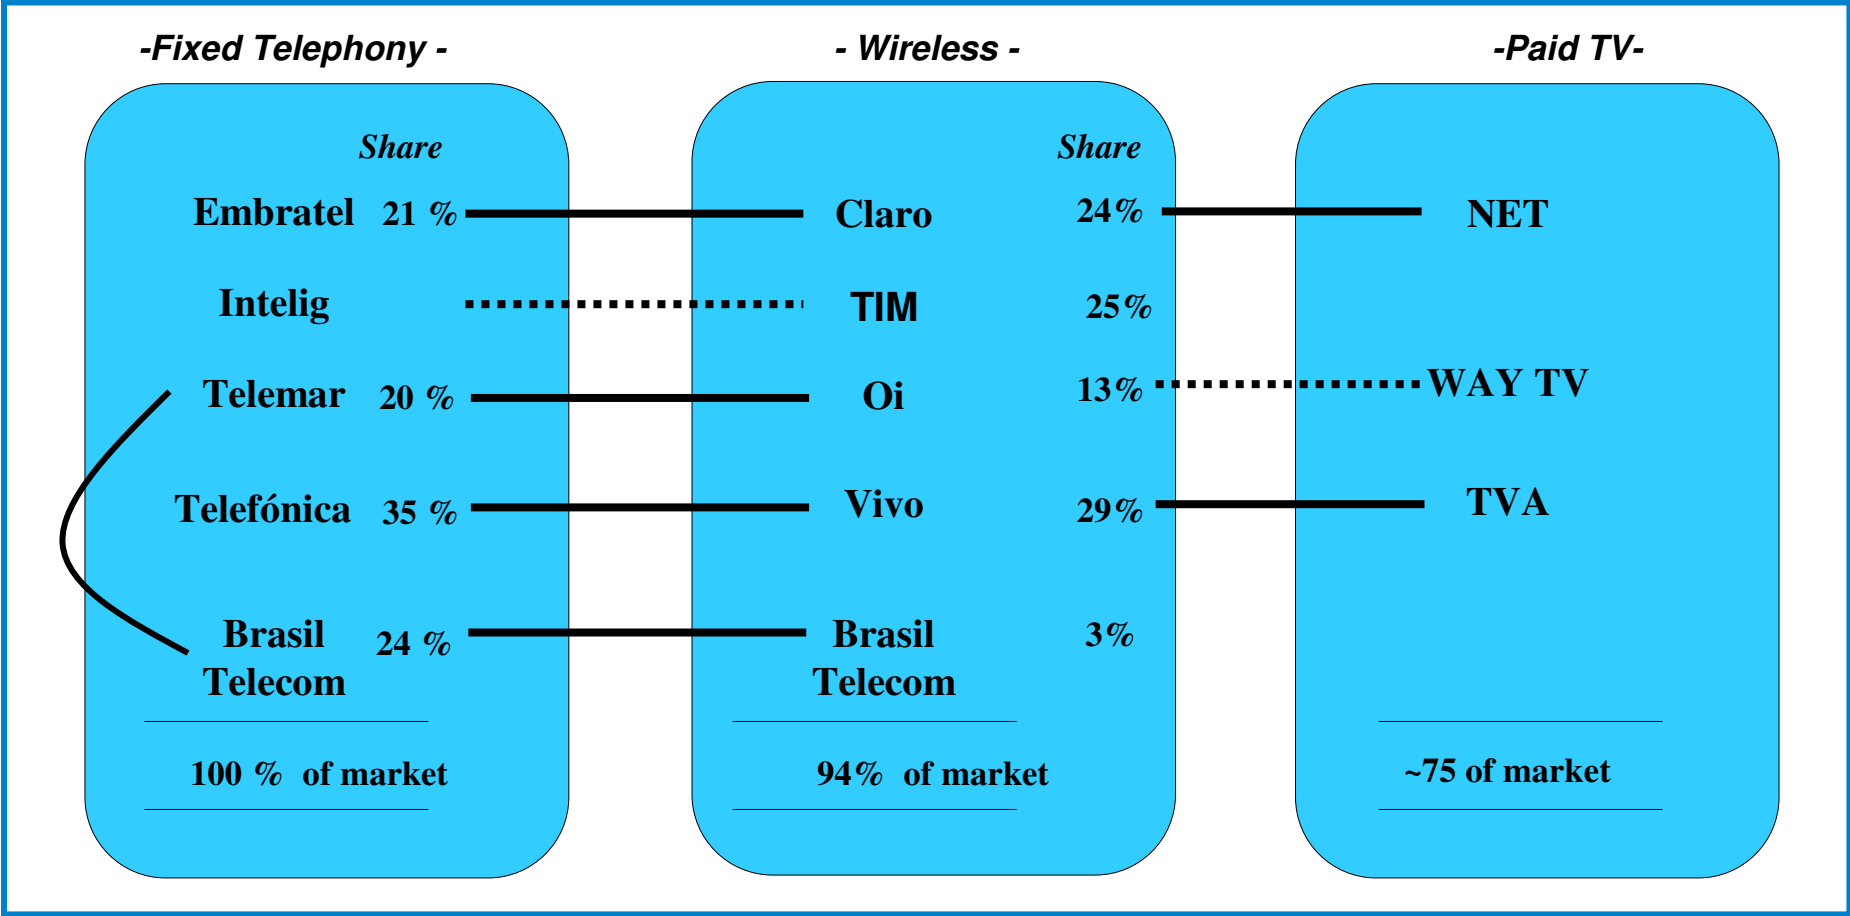 -Fixed Telephony -
- Wireless -
-Paid TV-
Share
Share
Embratel 21 % Claro 24% NET
Intelig TIM 25%
Telemar 20 % Oi 13% WAY TV
Telefónica 35 % Vivo 29% TVA
Brasil 24 % Brasil 3%
Telecom Telecom
100 % of market
94% of market
~75 of market